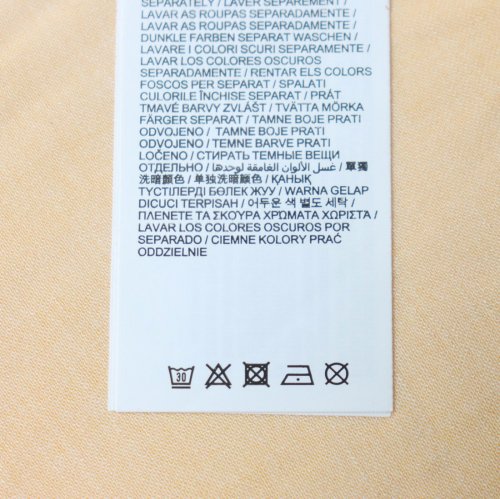 SEPARATELY / LAVER SÉPARÉMENT /
LAVAR AS ROUPAS SEPARADAMENTE /
LAVAR AS ROUPAS SEPARADAMENTE /
DUNKLE FARBEN SEPARAT WASCHEN /
LAVARE I COLORI SCURI SEPARAMENTE /
LAVAR LOS COLORES OSCUROS
SEPARADAMENTE / RENTAR ELS COLORS
FOSCOS PER SEPARAT / SPALATI
CULORILE ÎNCHISE SEPARAT / PRÁT
TMAVÉ BARVY ZVLÁŠT / TVÄTTA MÖRKA
FÄRGER SEPARAT / TAMNE BOJE PRATI
ODVOJENO / TAMNE BOJE PRATI
ODVOJENO / TEMNE BARVE PRATI
LOČENO / СТИРАТЬ ТЕМНЫЕ ВЕЩИ
ОТДЕЛЬНО / غسل الألوان الغامقة لوحدها / 單獨
洗暗顏色 / 单独洗暗颜色 / ҚАНЫҚ
ТҮСТІЛЕРДІ БӨЛЕК ЖУУ / WARNA GELAP
DICUCI TERPISAH / 어두운 색 별도 세탁 /
ΠΛΕΝΕΤΕ ΤΑ ΣΚΟΥΡΑ ΧΡΩΜΑΤΑ ΧΩΡΙΣΤΑ /
LAVAR LOS COLORES OSCUROS POR
SEPARADO / CIEMNE KOLORY PRAĆ
ODDZIELNIE
30